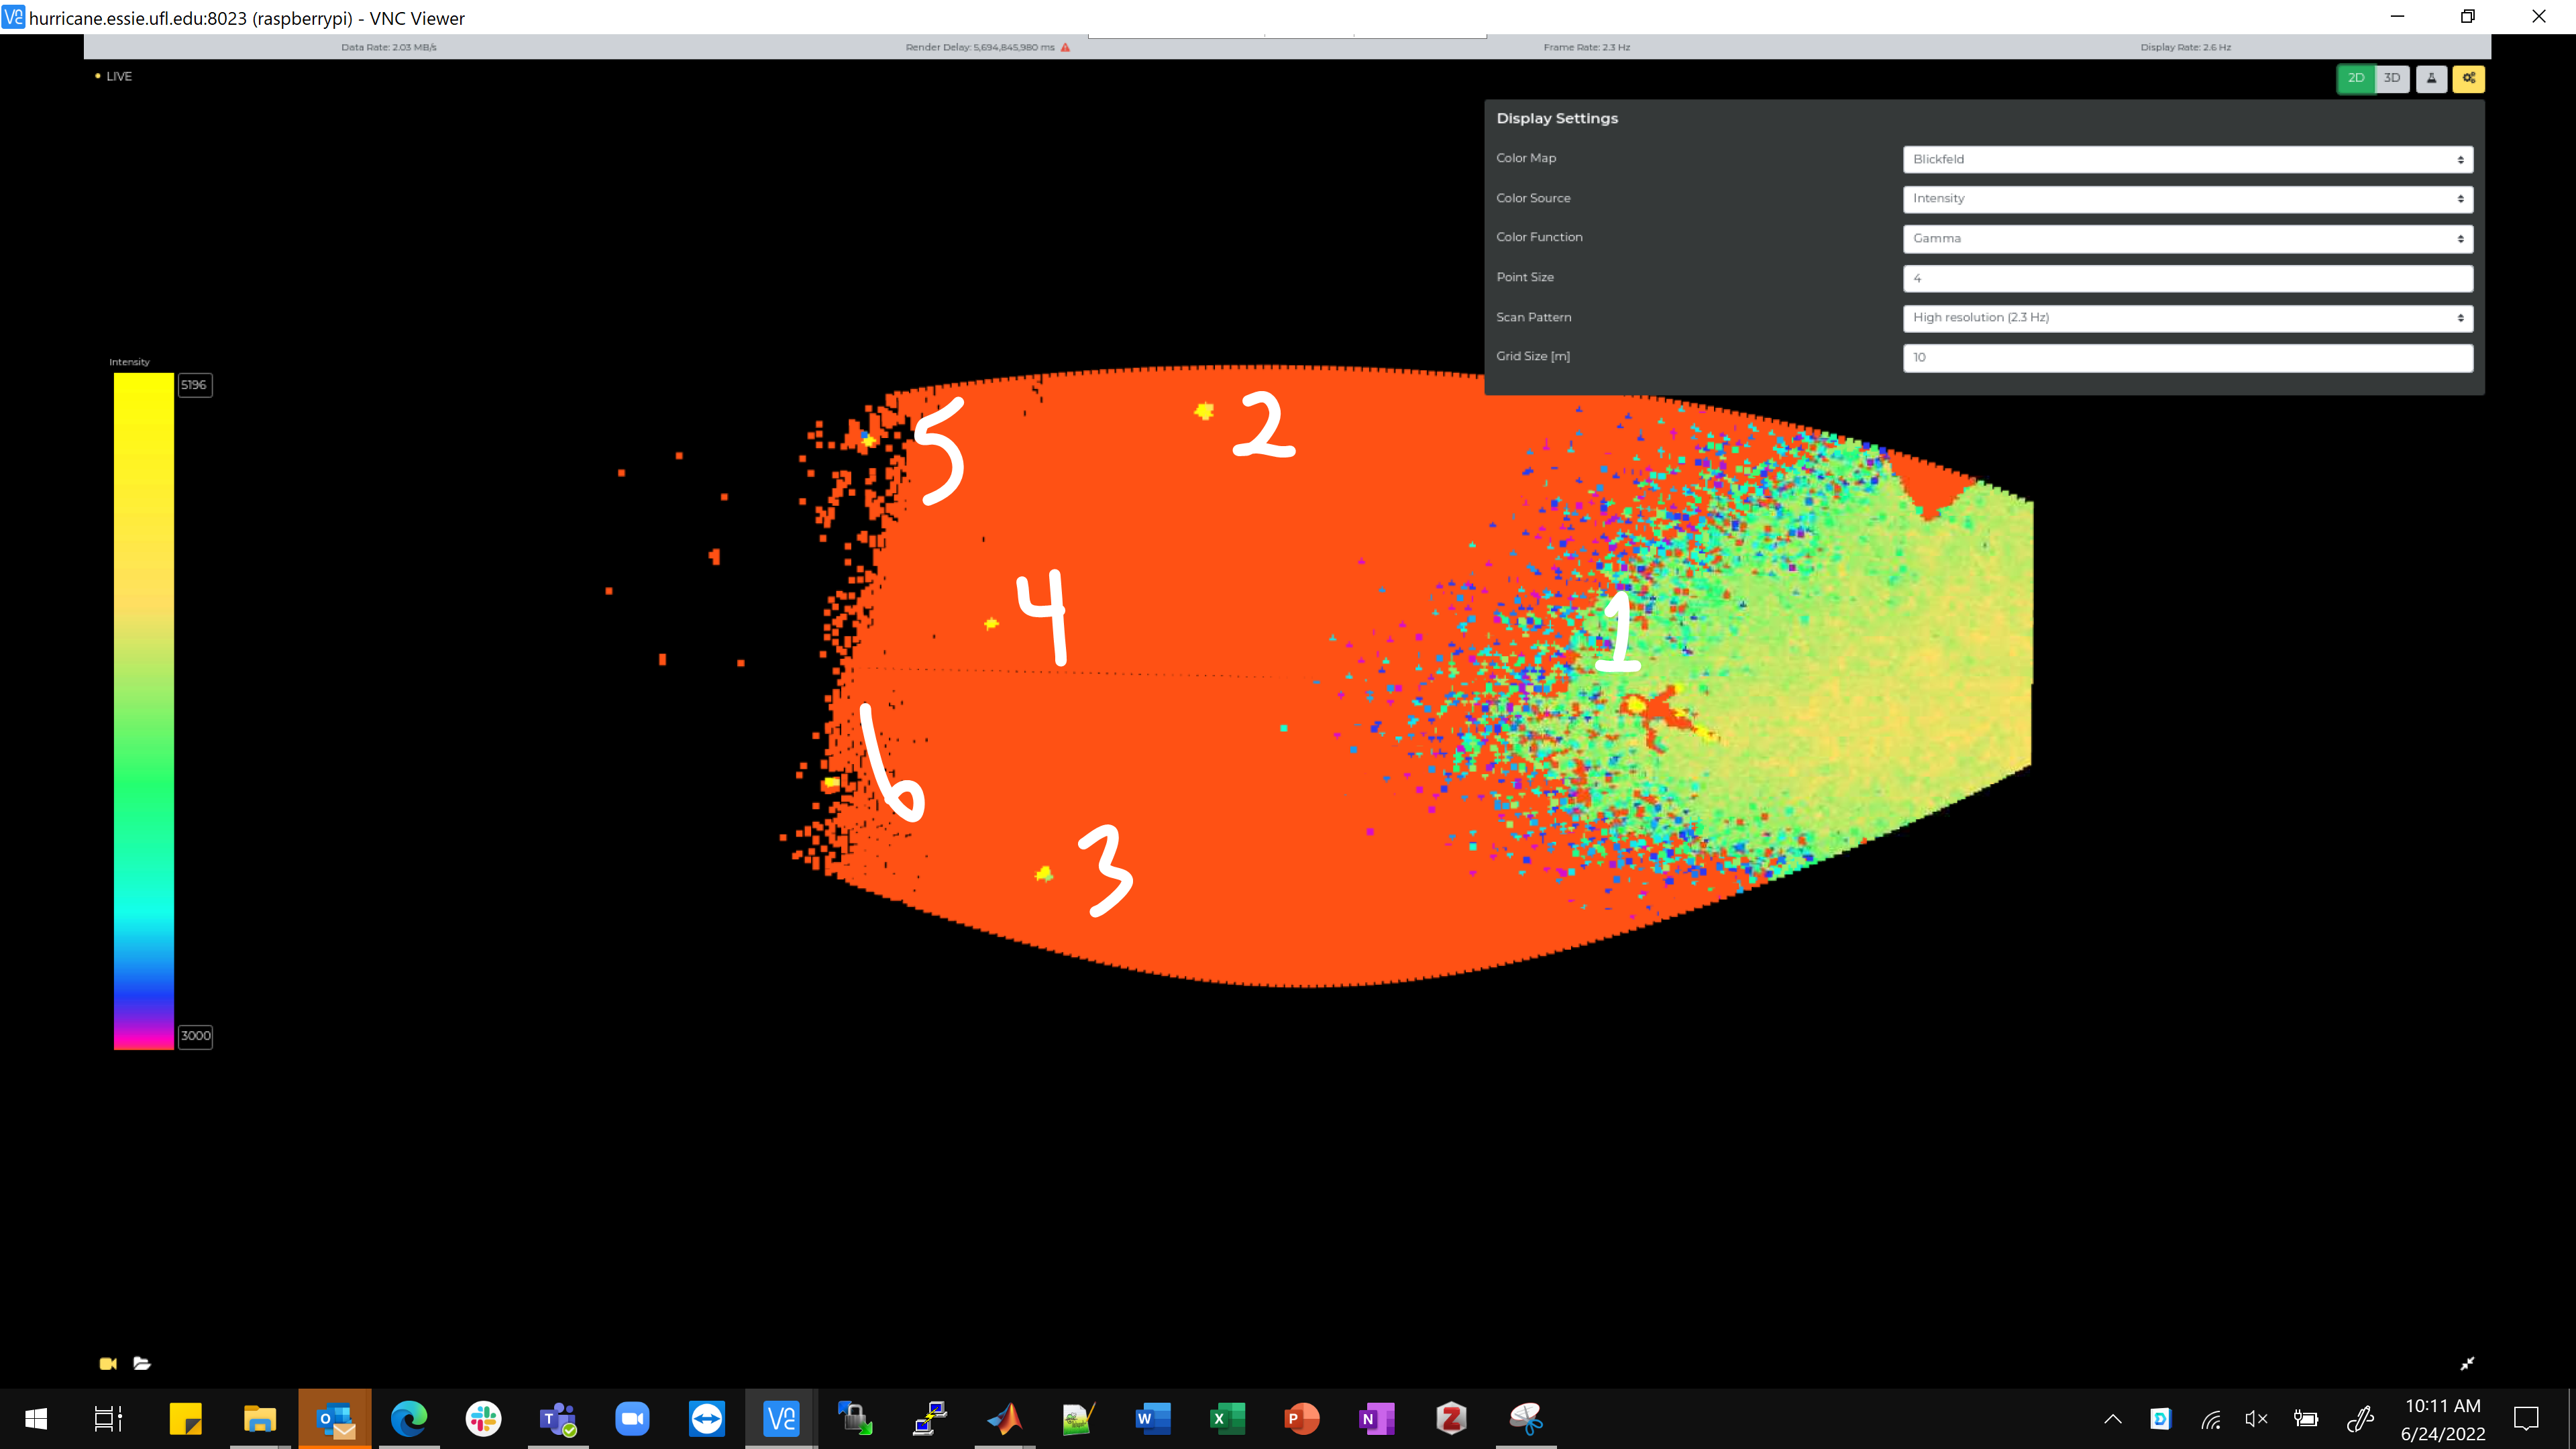 hurricane.essie.ufl.edu:8023 (raspberrypi) - VNC Viewer
Data Rate: 2.03 MB/s Render Delay: 5,694,845,980 ms Frame Rate: 2.3 Hz Display Rate: 2.6 Hz
LIVE
2D 3D
Display Settings
Color Map Blickfeld
Color Source Intensity
Color Function Gamma
Point Size 4
Scan Pattern High resolution (2.3 Hz)
Grid Size [m] 10
Intensity
5196
5
2
4
1
6
3
3000
10:11 AM
6/24/2022